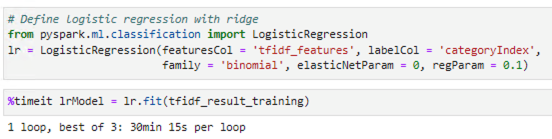 # Define Logistic regression with ridge
from pyspark.ml.classification import LogisticRegression
lr = LogisticRegression(featuresCol = 'tfidf_features', labelCol = 'categoryIndex',
family = 'binomial', elasticNetParam = 0, regParam = 0.1)
%timeit lrModel = lr.fit(tfidf_result_training)
1 loop, best of 3: 30min 15s per loop